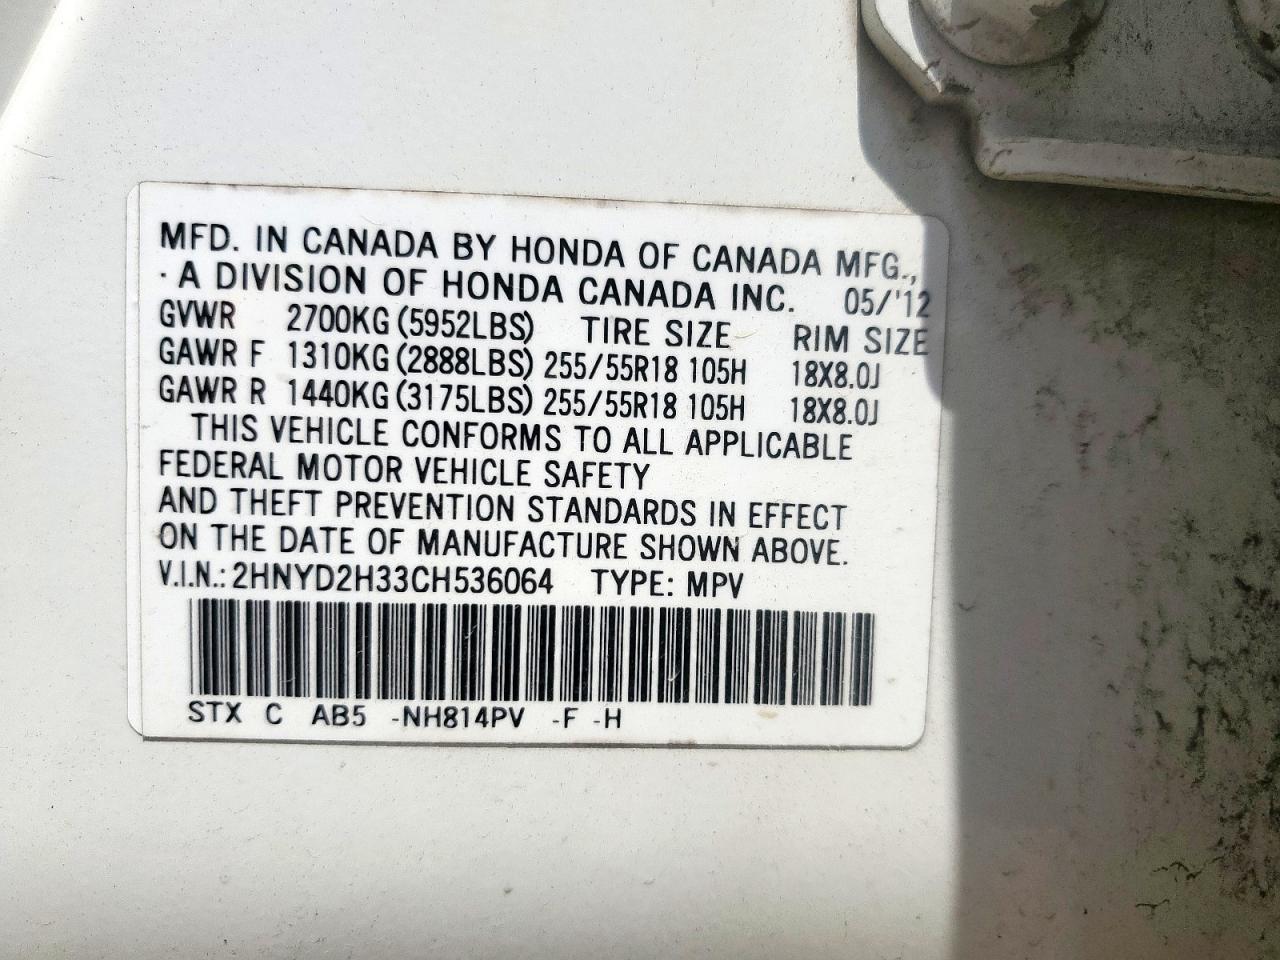 MFD. IN CANADA BY HONDA OF CANADA MFG.,
· A DIVISION OF HONDA CANADA INC. 05/'12
GVWR 2700KG (5952LBS) TIRE SIZE RIM SIZE
GAWR F 1310KG (2888LBS) 255/55R18 105H 18X8.0J
GAWR R 1440KG (3175LBS) 255/55R18 105H 18X8.0J
THIS VEHICLE CONFORMS TO ALL APPLICABLE
FEDERAL MOTOR VEHICLE SAFETY
AND THEFT PREVENTION STANDARDS IN EFFECT
ON THE DATE OF MANUFACTURE SHOWN ABOVE.
V.I.N.: 2HNYD2H33CH536064 TYPE: MPV
STX C AB5 -NH814PV -F -H